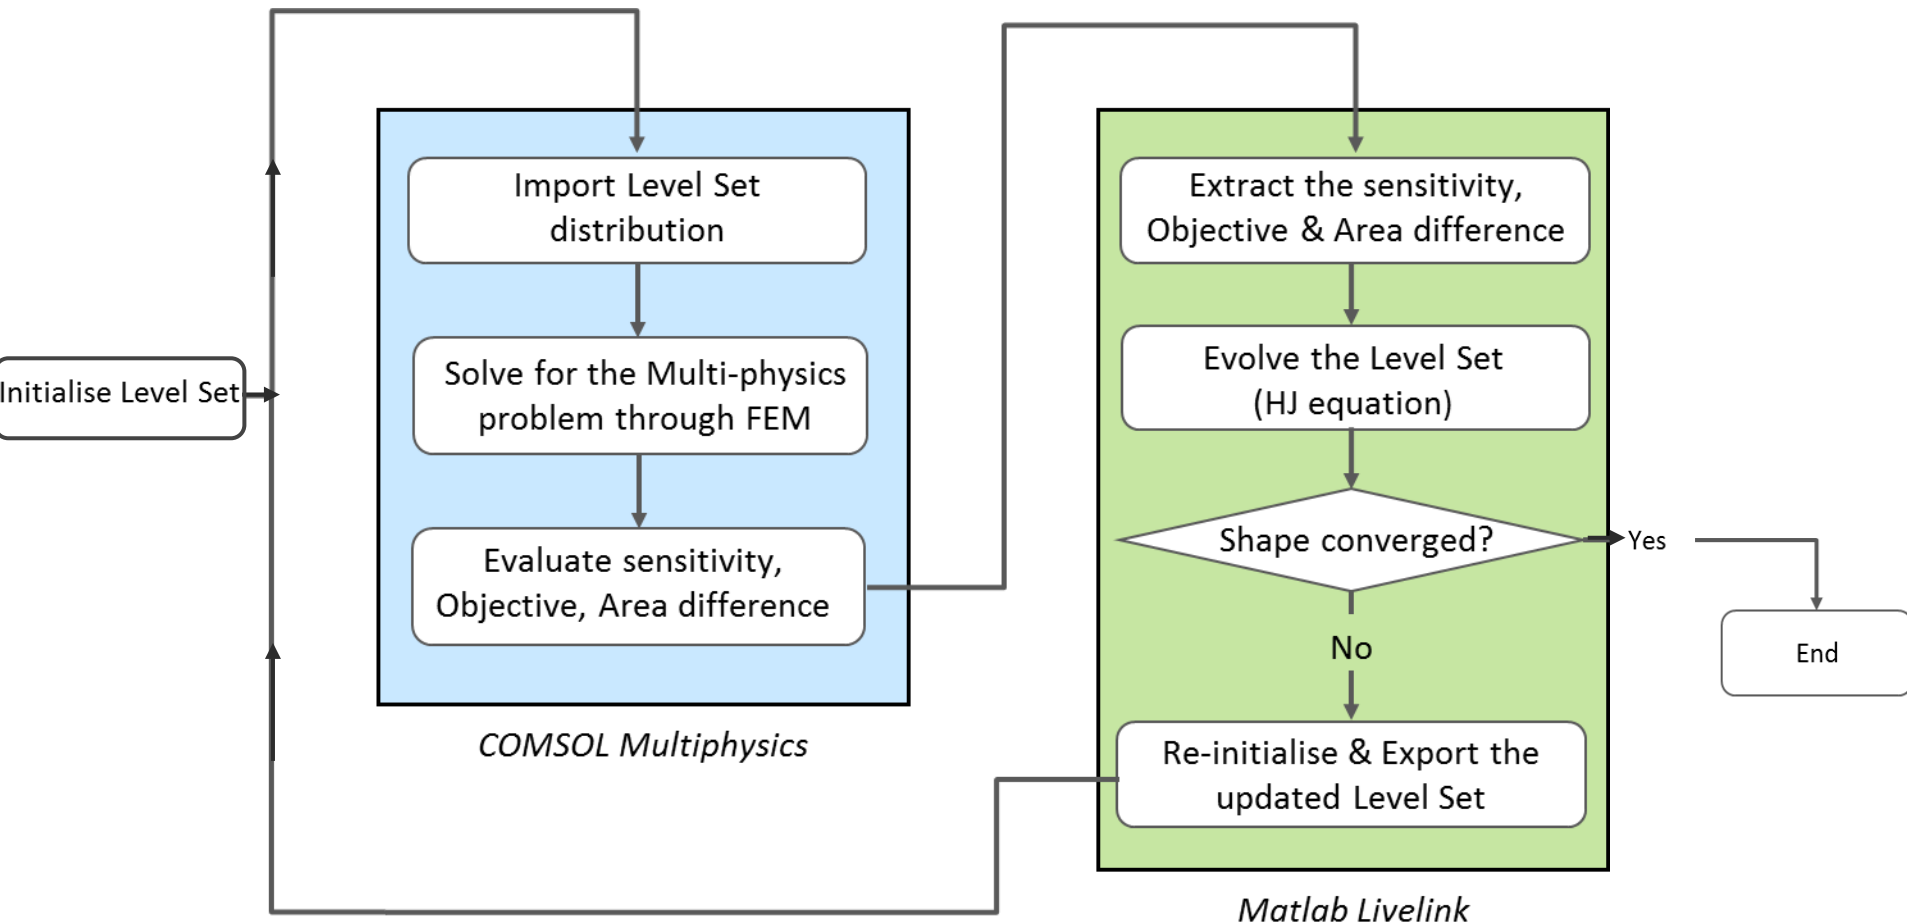 Initialise Level Set
Import Level Set
distribution
Solve for the Multi-physics
problem through FEM
Evaluate sensitivity,
Objective, Area difference
COMSOL Multiphysics
Extract the sensitivity,
Objective & Area difference
Evolve the Level Set
(HJ equation)
Shape converged?
Yes
No
End
Re-initialise & Export the
updated Level Set
Matlab Livelink